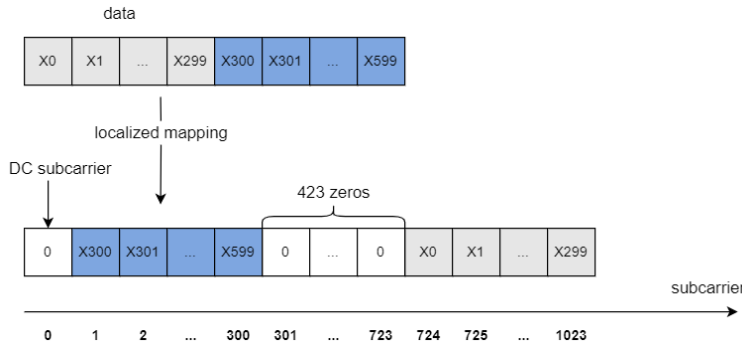 data
X0 X1 ... X299 X300 X301 ... X599
localized mapping
DC subcarrier
423 zeros
0 X300 X301 ... X599 0 ... 0 X0 X1 ... X299
subcarrier
0 1 2 ... 300 301 ... 723 724 725 ... 1023